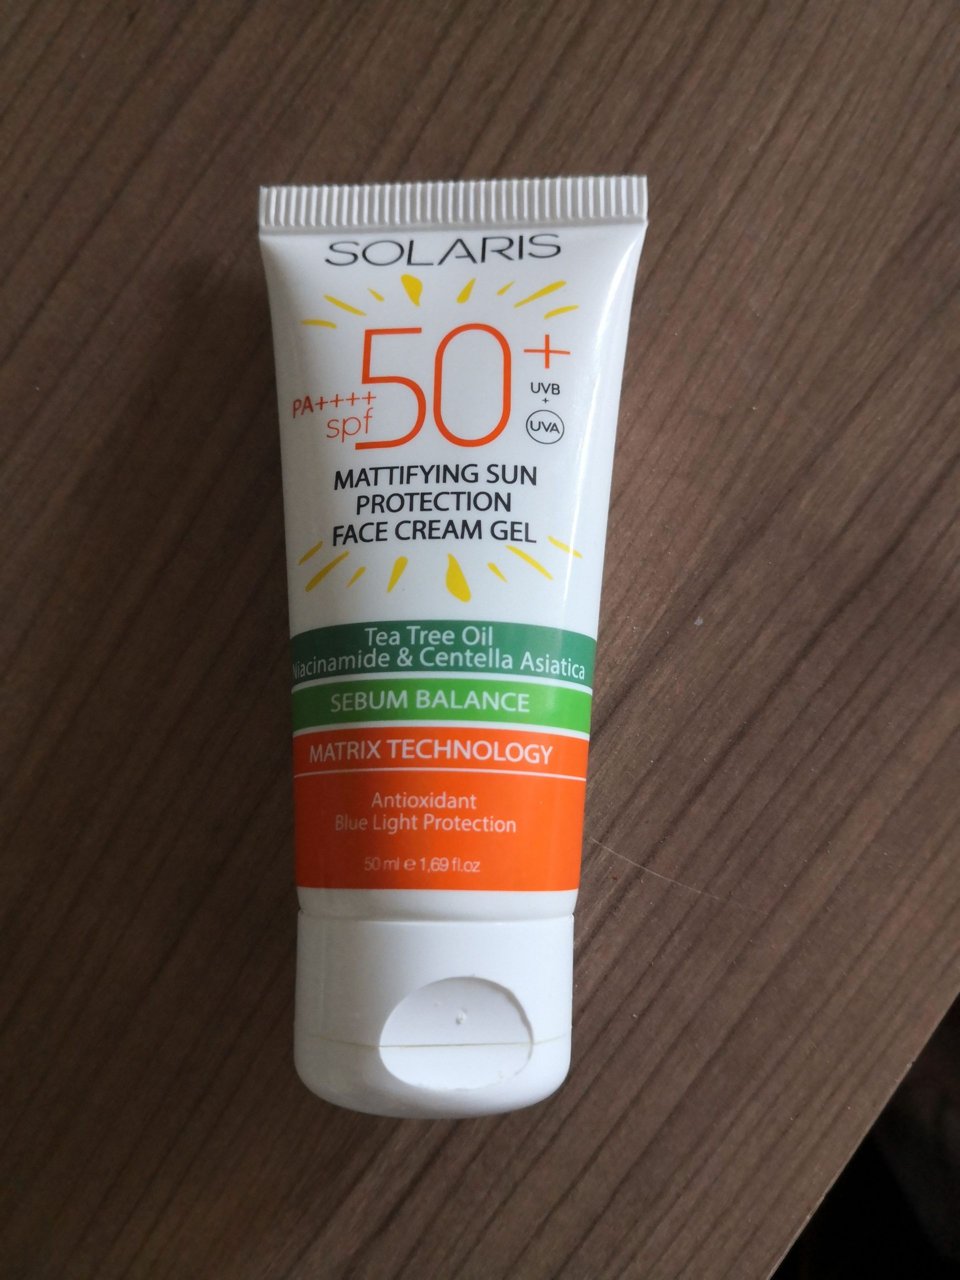 SOLARIS
50+
PA++++
spf
UVB
+
UVA
MATTIFYING SUN
PROTECTION
FACE CREAM GEL
Tea Tree Oil
Niacinamide & Centella Asiatica
SEBUM BALANCE
MATRIX TECHNOLOGY
Antioxidant
Blue Light Protection
50 ml e 1,69 fl.oz